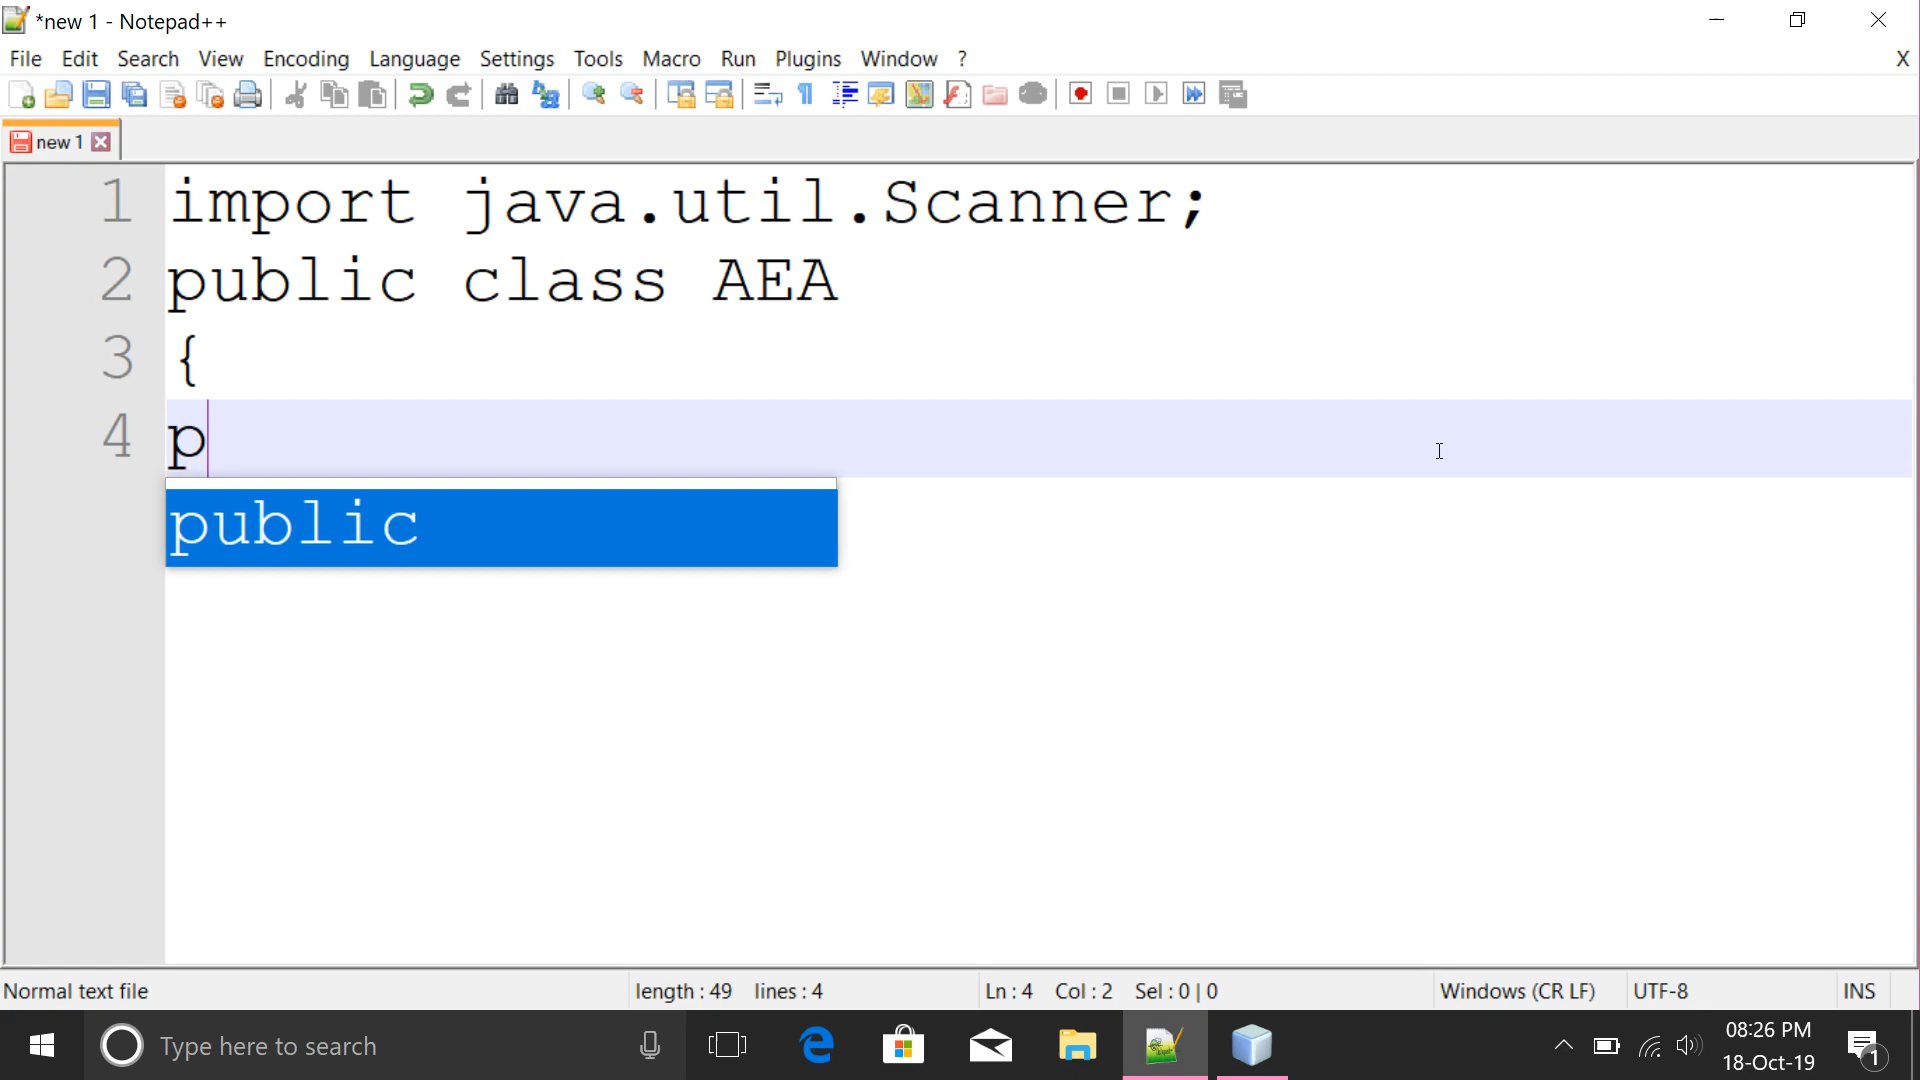 *new 1 - Notepad++
File Edit Search View Encoding Language Settings Tools Macro Run Plugins Window ? X
new 1
1 import java.util.Scanner;
2 public class AEA
3 {
4 p
public
Normal text file length : 49 lines : 4 Ln : 4 Col : 2 Sel : 0 | 0 Windows (CR LF) UTF-8 INS
Type here to search
08:26 PM
18-Oct-19
1